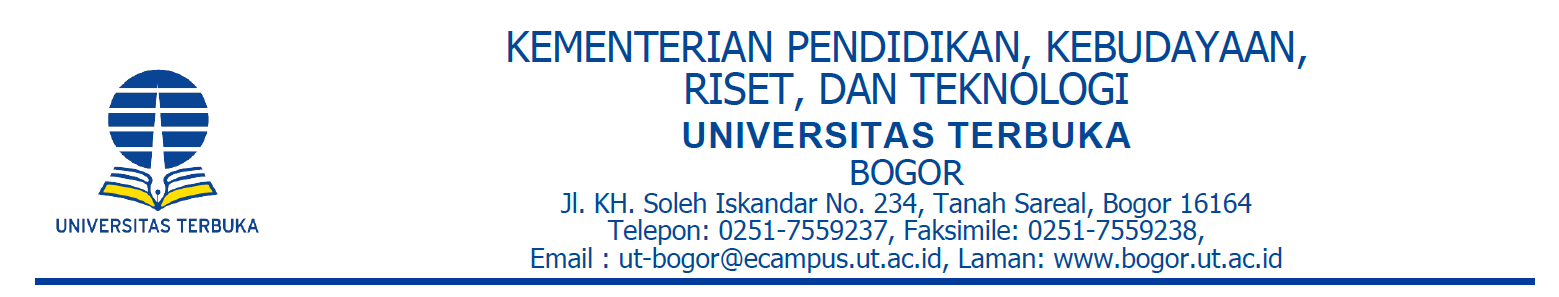 KEMENTERIAN PENDIDIKAN, KEBUDAYAAN,
RISET, DAN TEKNOLOGI
UNIVERSITAS TERBUKA
BOGOR
Jl. KH. Soleh Iskandar No. 234, Tanah Sareal, Bogor 16164
Telepon: 0251-7559237, Faksimile: 0251-7559238,
Email : ut-bogor@ecampus.ut.ac.id, Laman: www.bogor.ut.ac.id
UNIVERSITAS TERBUKA